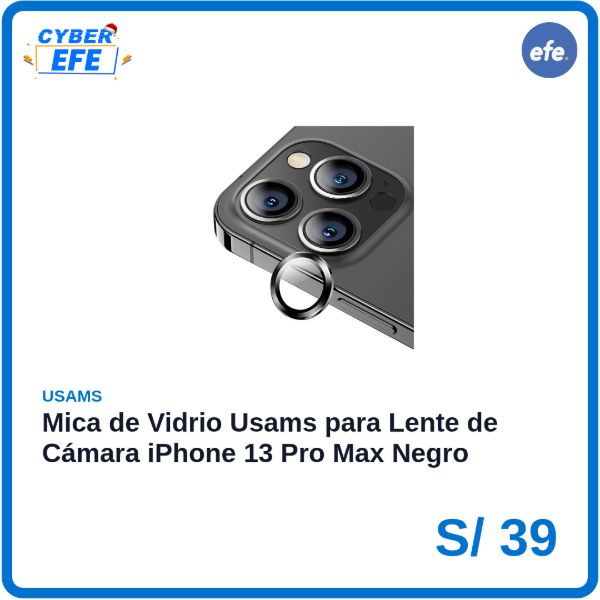 CYBER
EFE
efe.
USAMS
Mica de Vidrio Usams para Lente de
Cámara iPhone 13 Pro Max Negro
S/ 39